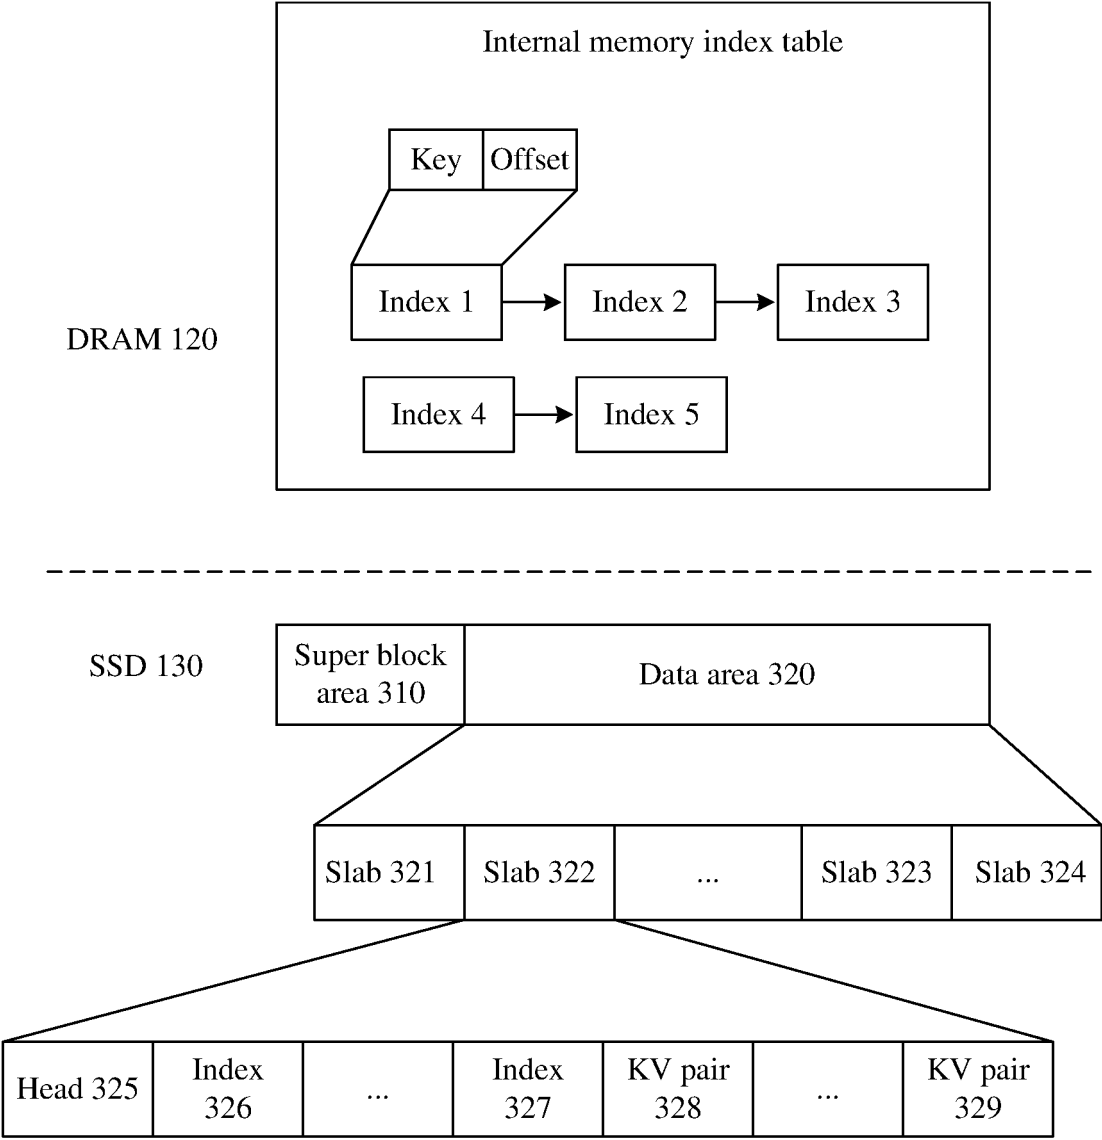 Internal memory index table
Key
Offset
Index 1
Index 2
Index 3
DRAM 120
Index 4
Index 5
SSD 130
Super block
area 310
Data area 320
Slab 321
Slab 322
...
Slab 323
Slab 324
Head 325
Index
326
...
Index
327
KV pair
328
...
KV pair
329